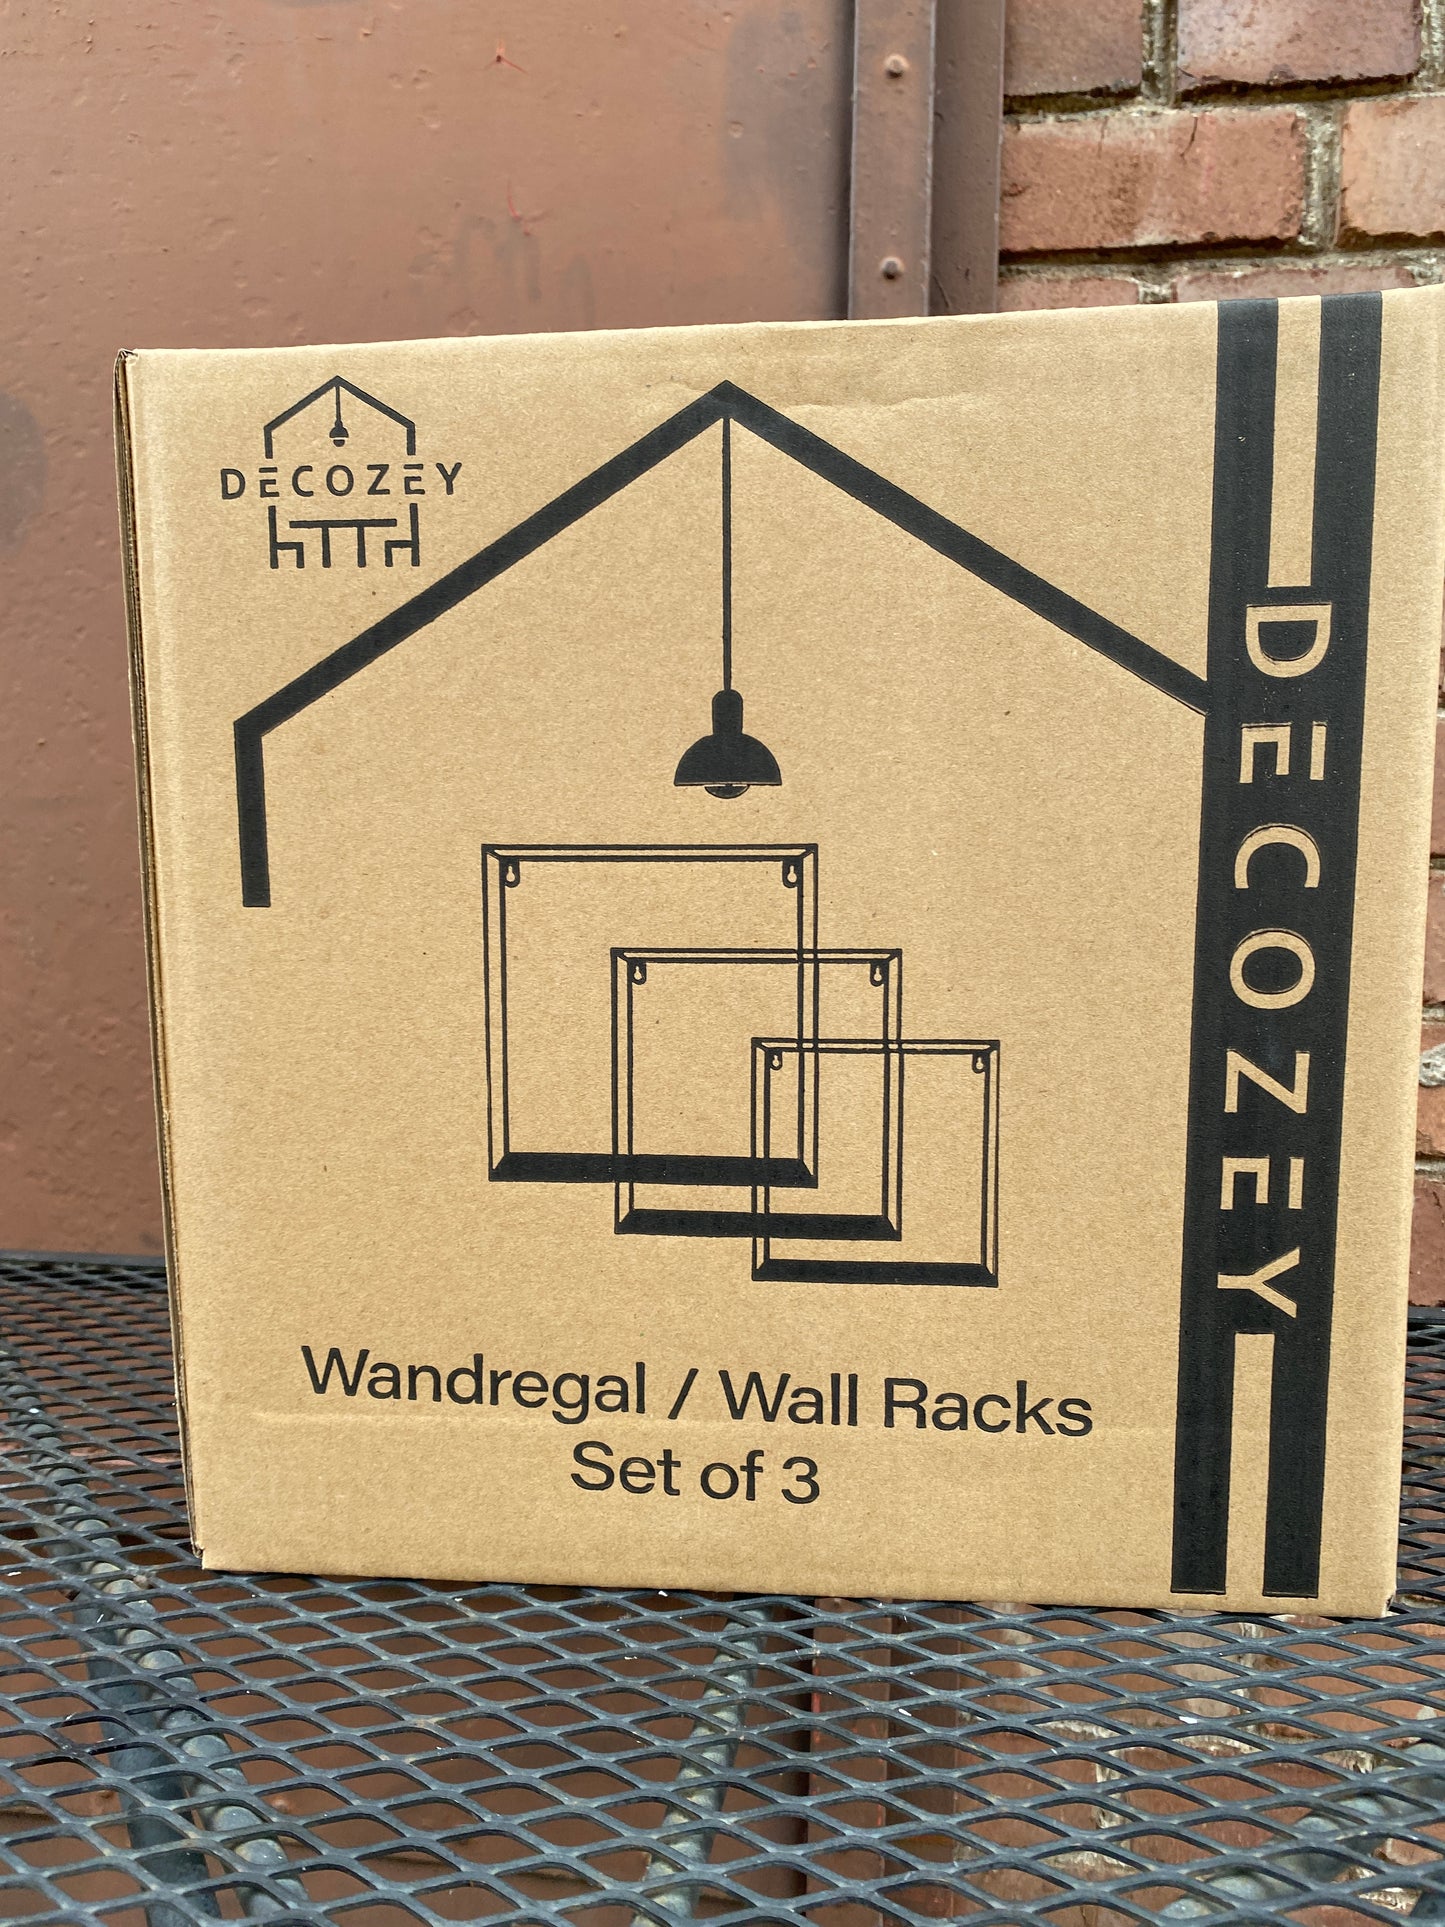 DECOZEY
DECOZEY
Wandregal / Wall Racks
Set of 3